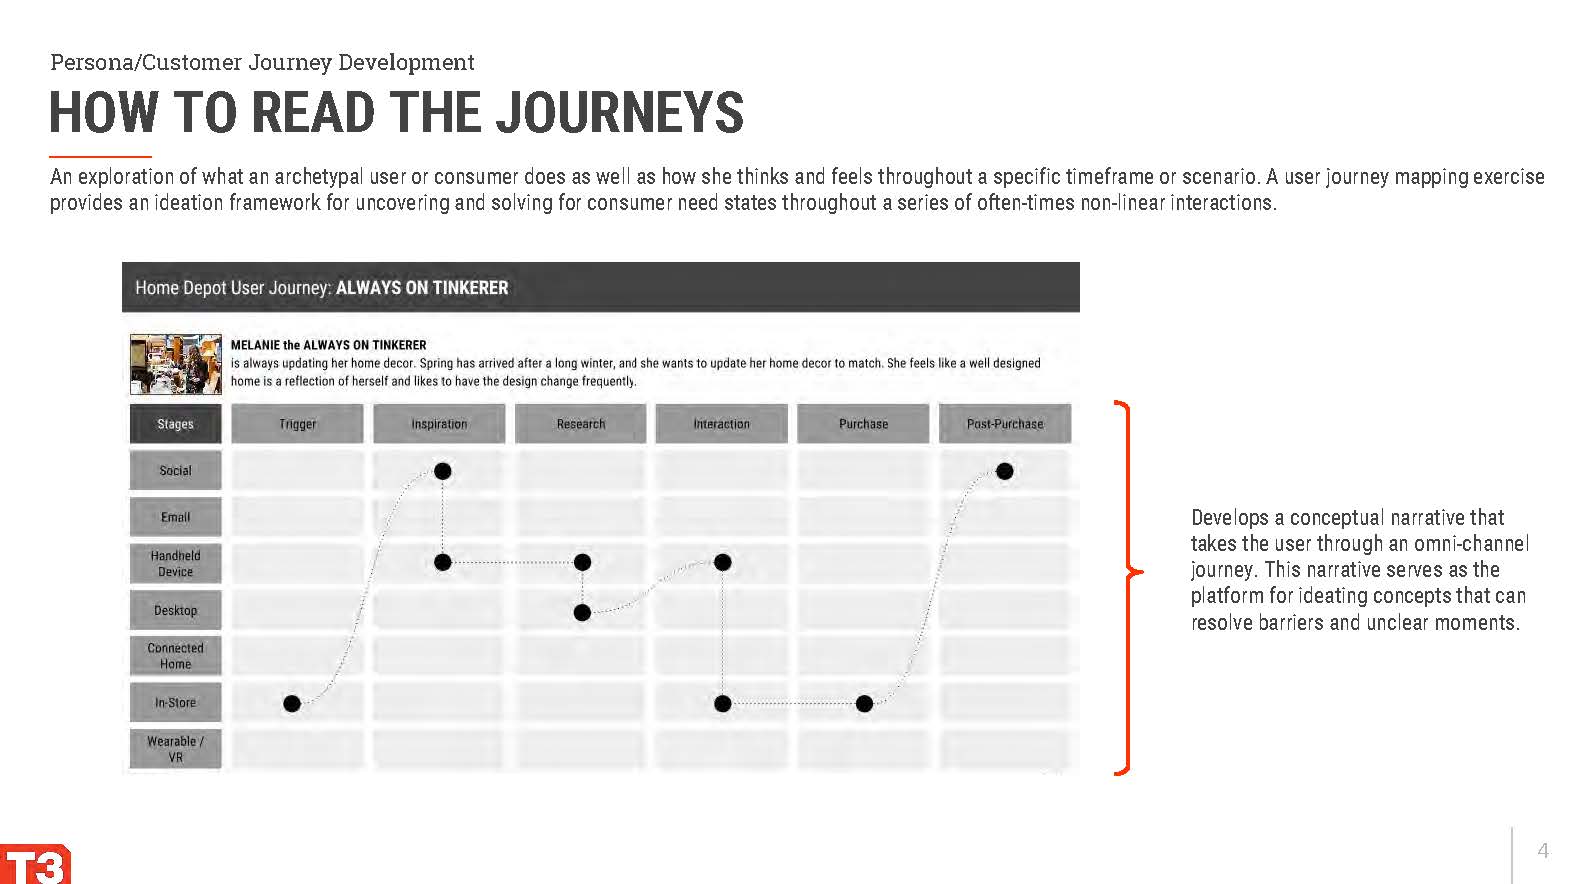 Persona/Customer Journey Development
HOW TO READ THE JOURNEYS
An exploration of what an archetypal user or consumer does as well as how she thinks and feels throughout a specific timeframe or scenario. A user journey mapping exercise
provides an ideation framework for uncovering and solving for consumer need states throughout a series of often-times non-linear interactions.
Home Depot User Journey: ALWAYS ON TINKERER
MELANIE the ALWAYS ON TINKERER
is always updating her home decor. Spring has arrived after a long winter, and she wants to update her home decor to match. She feels like a well designed
home is a reflection of herself and likes to have the design change frequently.
Stages Trigger Inspiration Research Interaction Purchase Post-Purchase
Social
Email
Handheld
Device
Desktop
Connected
Home
In-Store
Wearable /
VR
Develops a conceptual narrative that
takes the user through an omni-channel
journey. This narrative serves as the
platform for ideating concepts that can
resolve barriers and unclear moments.
T3
4